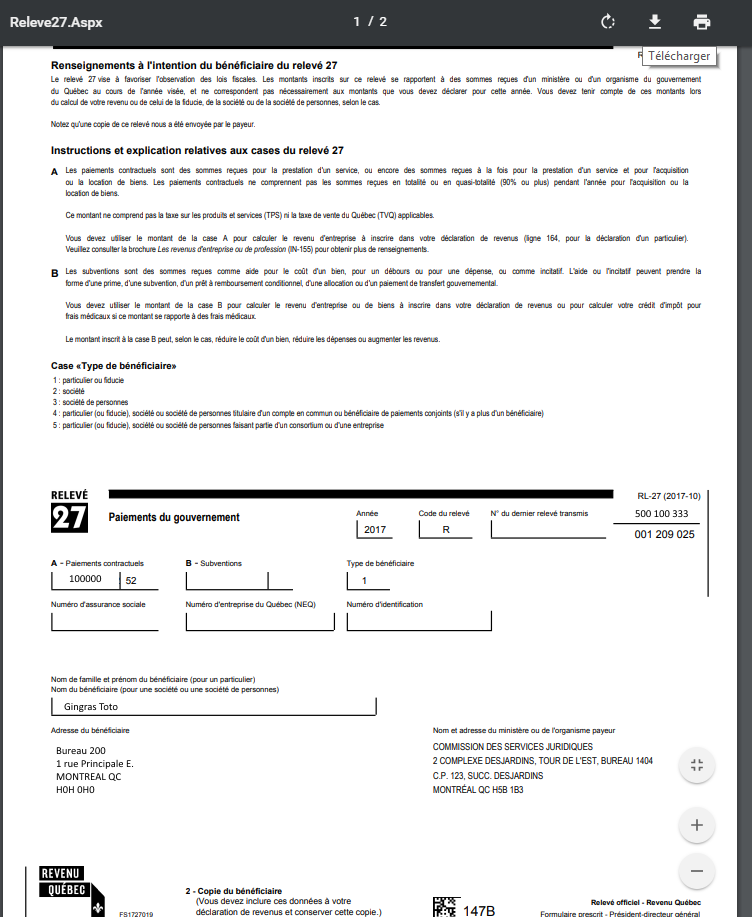 Releve27.Aspx
1 / 2
Télécharger
Renseignements à l'intention du bénéficiaire du relevé 27
Le relevé 27 vise à favoriser l'observation des lois fiscales. Les montants inscrits sur ce relevé se rapportent à des sommes reçues d'un ministère ou d'un organisme du gouvernement
du Québec au cours de l'année visée, et ne correspondent pas nécessairement aux montants que vous devez déclarer pour cette année. Vous devez tenir compte de ces montants lors
du calcul de votre revenu ou de celui de la fiducie, de la société ou de la société de personnes, selon le cas.
Notez qu'une copie de ce relevé nous a été envoyée par le payeur.
Instructions et explication relatives aux cases du relevé 27
A Les paiements contractuels sont des sommes reçues pour la prestation d'un service, ou encore des sommes reçues à la fois pour la prestation d'un service et pour l'acquisition
ou la location de biens. Les paiements contractuels ne comprennent pas les sommes reçues en totalité ou en quasi-totalité (90% ou plus) pendant l'année pour l'acquisition ou la
location de biens.
Ce montant ne comprend pas la taxe sur les produits et services (TPS) ni la taxe de vente du Québec (TVQ) applicables.
Vous devez utiliser le montant de la case A pour calculer le revenu d'entreprise à inscrire dans votre déclaration de revenus (ligne 164, pour la déclaration d'un particulier).
Veuillez consulter la brochure Les revenus d'entreprise ou de profession (IN-155) pour obtenir plus de renseignements.
B Les subventions sont des sommes reçues comme aide pour le coût d'un bien, pour un débours ou pour une dépense, ou comme incitatif. L'aide ou l'incitatif peuvent prendre la
forme d'une prime, d'une subvention, d'un prêt à remboursement conditionnel, d'une allocation ou d'un paiement de transfert gouvernemental.
Vous devez utiliser le montant de la case B pour calculer le revenu d'entreprise ou de biens à inscrire dans votre déclaration de revenus ou pour calculer votre crédit d'impôt pour
frais médicaux si ce montant se rapporte à des frais médicaux.
Le montant inscrit à la case B peut, selon le cas, réduire le coût d'un bien, réduire les dépenses ou augmenter les revenus.
Case «Type de bénéficiaire»
1 : particulier ou fiducie
2 : société
3 : société de personnes
4 : particulier (ou fiducie), société ou société de personnes titulaire d'un compte en commun ou bénéficiaire de paiements conjoints (s'il y a plus d'un bénéficiaire)
5 : particulier (ou fiducie), société ou société de personnes faisant partie d'un consortium ou d'une entreprise
RELEVÉ
27
Paiements du gouvernement
RL-27 (2017-10)
Année
Code du relevé
N° du dernier relevé transmis
500 100 333
2017
R
001 209 025
A - Paiements contractuels
B - Subventions
Type de bénéficiaire
100000 52
1
Numéro d'assurance sociale
Numéro d'entreprise du Québec (NEQ)
Numéro d'identification
Nom de famille et prénom du bénéficiaire (pour un particulier)
Nom du bénéficiaire (pour une société ou une société de personnes)
Gingras Toto
Adresse du bénéficiaire
Bureau 200
1 rue Principale E.
MONTREAL QC
H0H 0H0
Nom et adresse du ministère ou de l'organisme payeur
COMMISSION DES SERVICES JURIDIQUES
2 COMPLEXE DESJARDINS, TOUR DE L'EST, BUREAU 1404
C.P. 123, SUCC. DESJARDINS
MONTRÉAL QC H5B 1B3
REVENU
QUÉBEC
FS1727019
2 - Copie du bénéficiaire
(Vous devez inclure ces données à votre
déclaration de revenus et conserver cette copie.)
147B
Relevé officiel - Revenu Québec
Formulaire prescrit - Président-directeur général